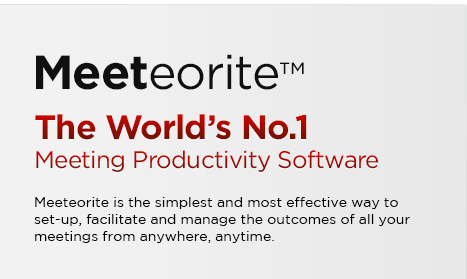 Meeteorite™
The World's No.1
Meeting Productivity Software
Meeteorite is the simplest and most effective way to
set-up, facilitate and manage the outcomes of all your
meetings from anywhere, anytime.